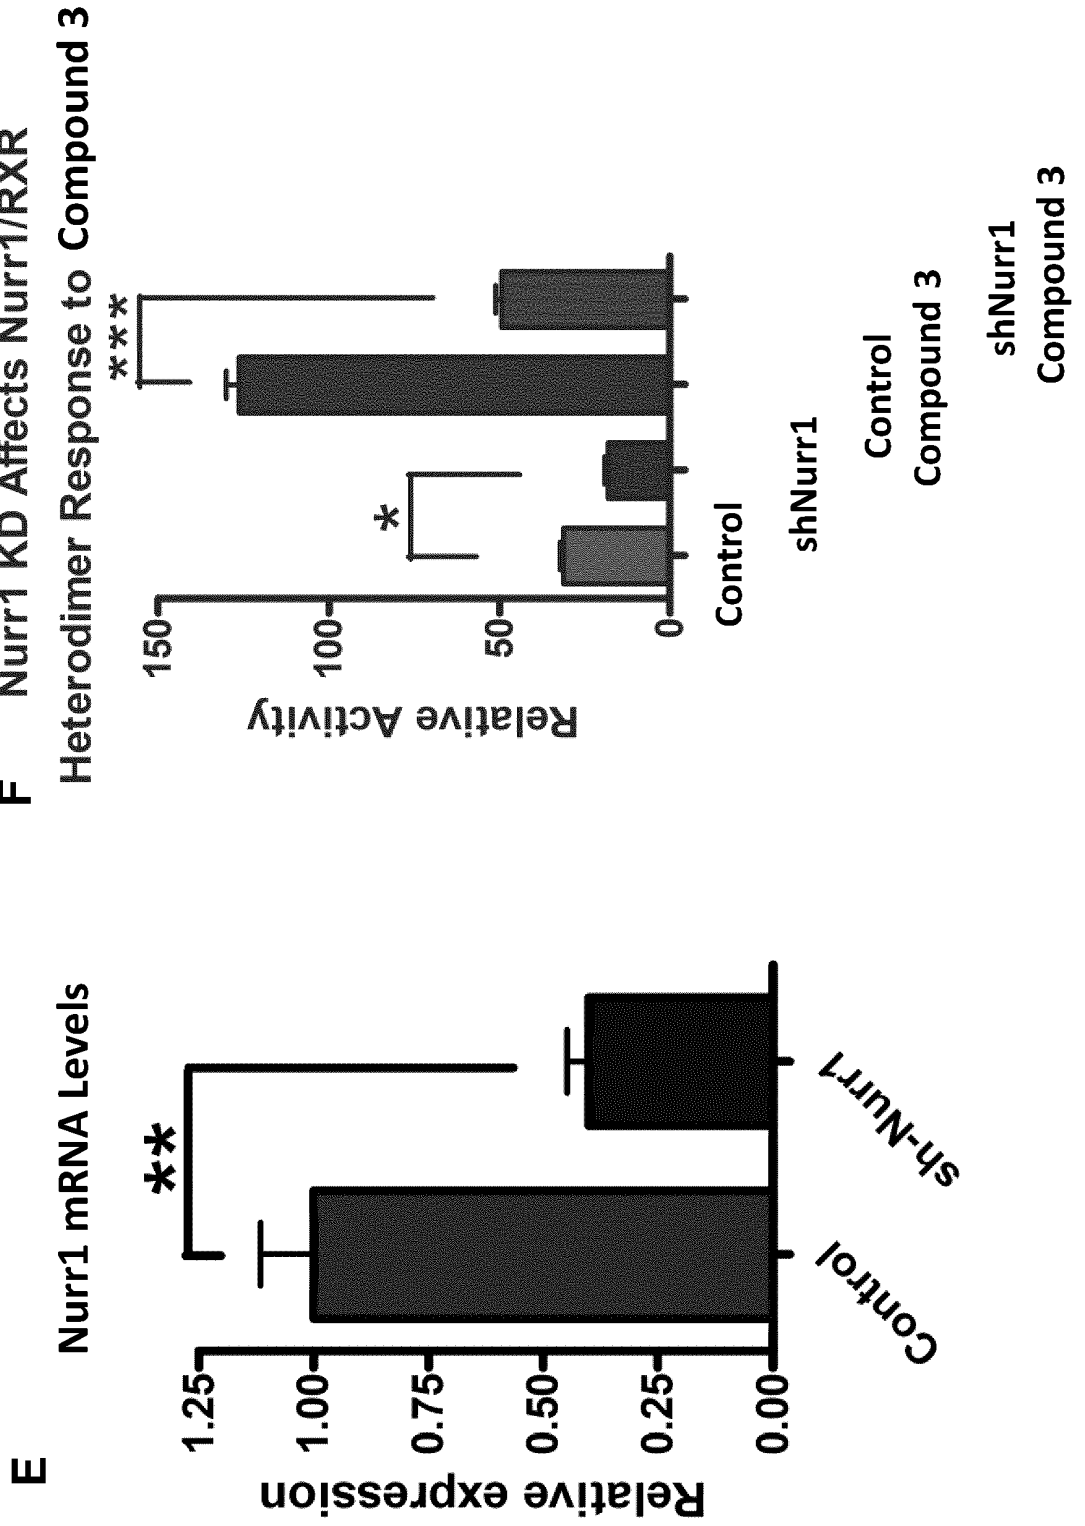 E
Nurr1 mRNA Levels
**
Relative expression
1.25
1.00
0.75
0.50
0.25
0.00
Control
sh-Nurr1
F
Nurr1 KD Affects Nurr1/RXR
Heterodimer Response to Compound 3
***
*
Relative Activity
150
100
50
0
Control
shNurr1
Control
Compound 3
shNurr1
Compound 3